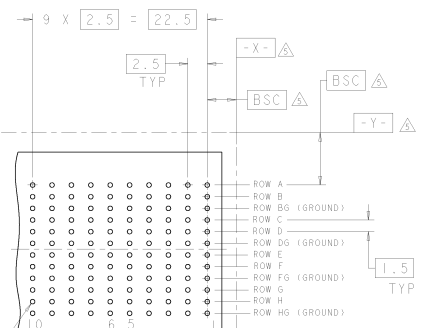 9 X 2.5 = 22.5
-X- 5
2.5
TYP
BSC 5
BSC 5
-Y- 5
ROW A
ROW B
ROW BG (GROUND)
ROW C
ROW D
ROW DG (GROUND)
ROW E
ROW F
ROW FG (GROUND)
ROW G
ROW H
ROW HG (GROUND)
1.5
TYP
10 6 5